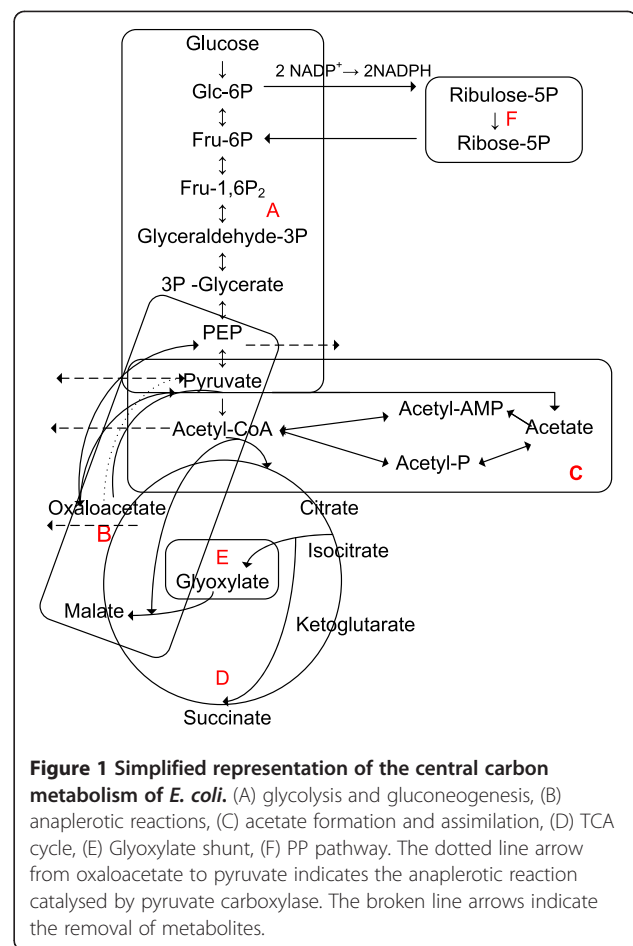 Glucose
2 NADP⁺→ 2NADPH
Glc-6P
Ribulose-5P
F
Fru-6P
Ribose-5P
Fru-1,6P₂
A
Glyceraldehyde-3P
3P -Glycerate
PEP
Pyruvate
Acetyl-AMP
Acetyl-CoA
Acetate
Acetyl-P
C
Oxaloacetate
Citrate
B
Isocitrate
E
Glyoxylate
Malate
Ketoglutarate
D
Succinate
Figure 1 Simplified representation of the central carbon
metabolism of E. coli. (A) glycolysis and gluconeogenesis, (B)
anaplerotic reactions, (C) acetate formation and assimilation, (D) TCA
cycle, (E) Glyoxylate shunt, (F) PP pathway. The dotted line arrow
from oxaloacetate to pyruvate indicates the anaplerotic reaction
catalysed by pyruvate carboxylase. The broken line arrows indicate
the removal of metabolites.